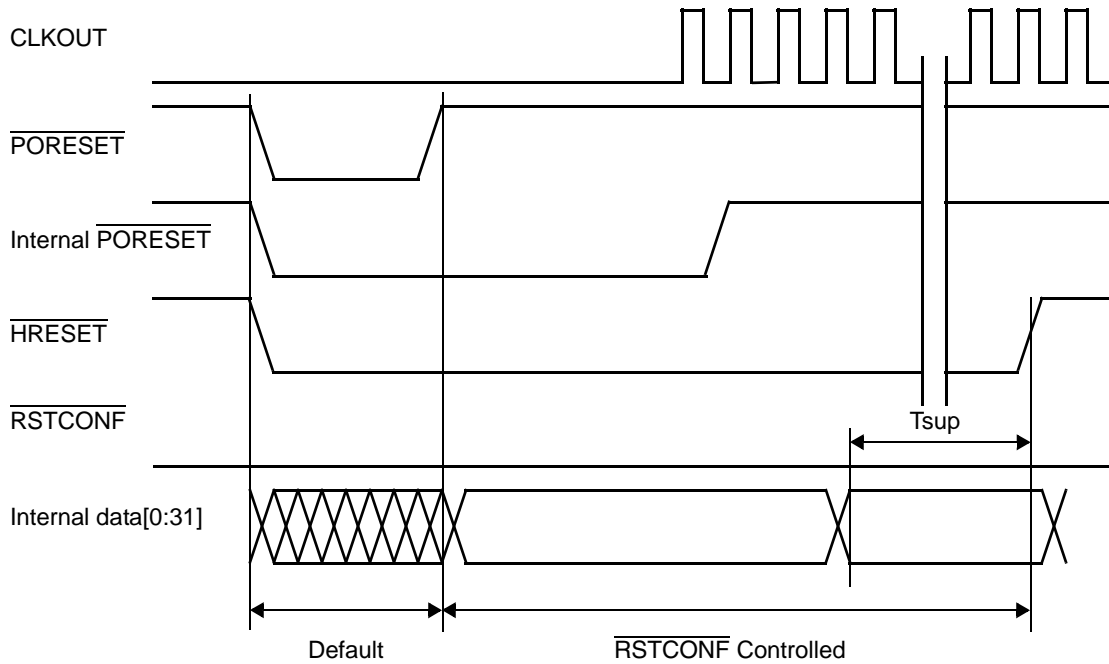 CLKOUT
PORESET
Internal PORESET
HRESET
RSTCONF
Tsup
Internal data[0:31]
Default
RSTCONF Controlled